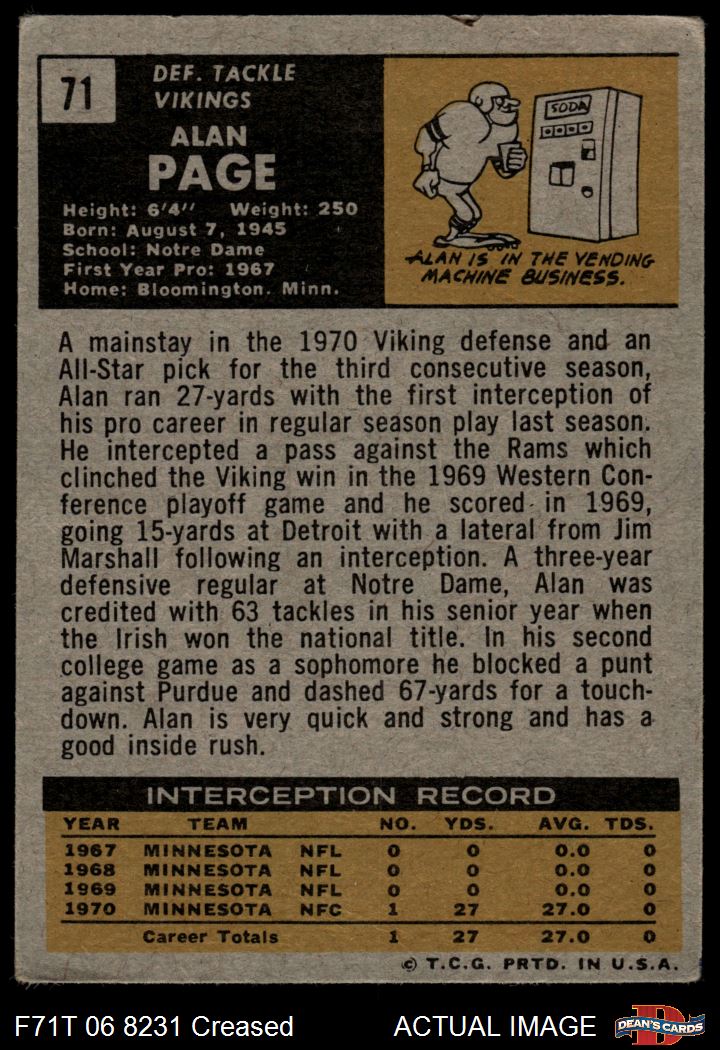 71
DEF. TACKLE
VIKINGS
ALAN
PAGE
Height: 6'4'' Weight: 250
Born: August 7, 1945
School: Notre Dame
First Year Pro: 1967
Home: Bloomington. Minn.
SODA
ALAN IS IN THE VENDING
MACHINE BUSINESS.
A mainstay in the 1970 Viking defense and an
All-Star pick for the third consecutive season,
Alan ran 27-yards with the first interception of
his pro career in regular season play last season.
He intercepted a pass against the Rams which
clinched the Viking win in the 1969 Western Con-
ference playoff game and he scored in 1969,
going 15-yards at Detroit with a lateral from Jim
Marshall following an interception. A three-year
defensive regular at Notre Dame, Alan was
credited with 63 tackles in his senior year when
the Irish won the national title. In his second
college game as a sophomore he blocked a punt
against Purdue and dashed 67-yards for a touch-
down. Alan is very quick and strong and has a
good inside rush.
INTERCEPTION RECORD
YEAR TEAM NO. YDS. AVG. TDS.
1967 MINNESOTA NFL 0 0 0.0 0
1968 MINNESOTA NFL 0 0 0.0 0
1969 MINNESOTA NFL 0 0 0.0 0
1970 MINNESOTA NFC 1 27 27.0 0
Career Totals 1 27 27.0 0
© T.C.G. PRTD. IN U.S.A.
F71T 06 8231 Creased ACTUAL IMAGE
D
DEAN'S CARDS